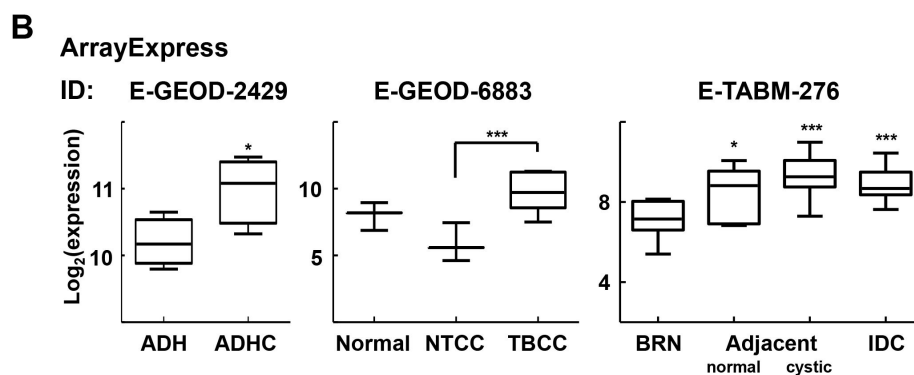 B
ArrayExpress
ID: E-GEOD-2429 E-GEOD-6883 E-TABM-276
Log2(expression)
11
10
*
ADH ADHC
10
5
***
Normal NTCC TBCC
8
4
* *** ***
BRN Adjacent IDC
normal cystic